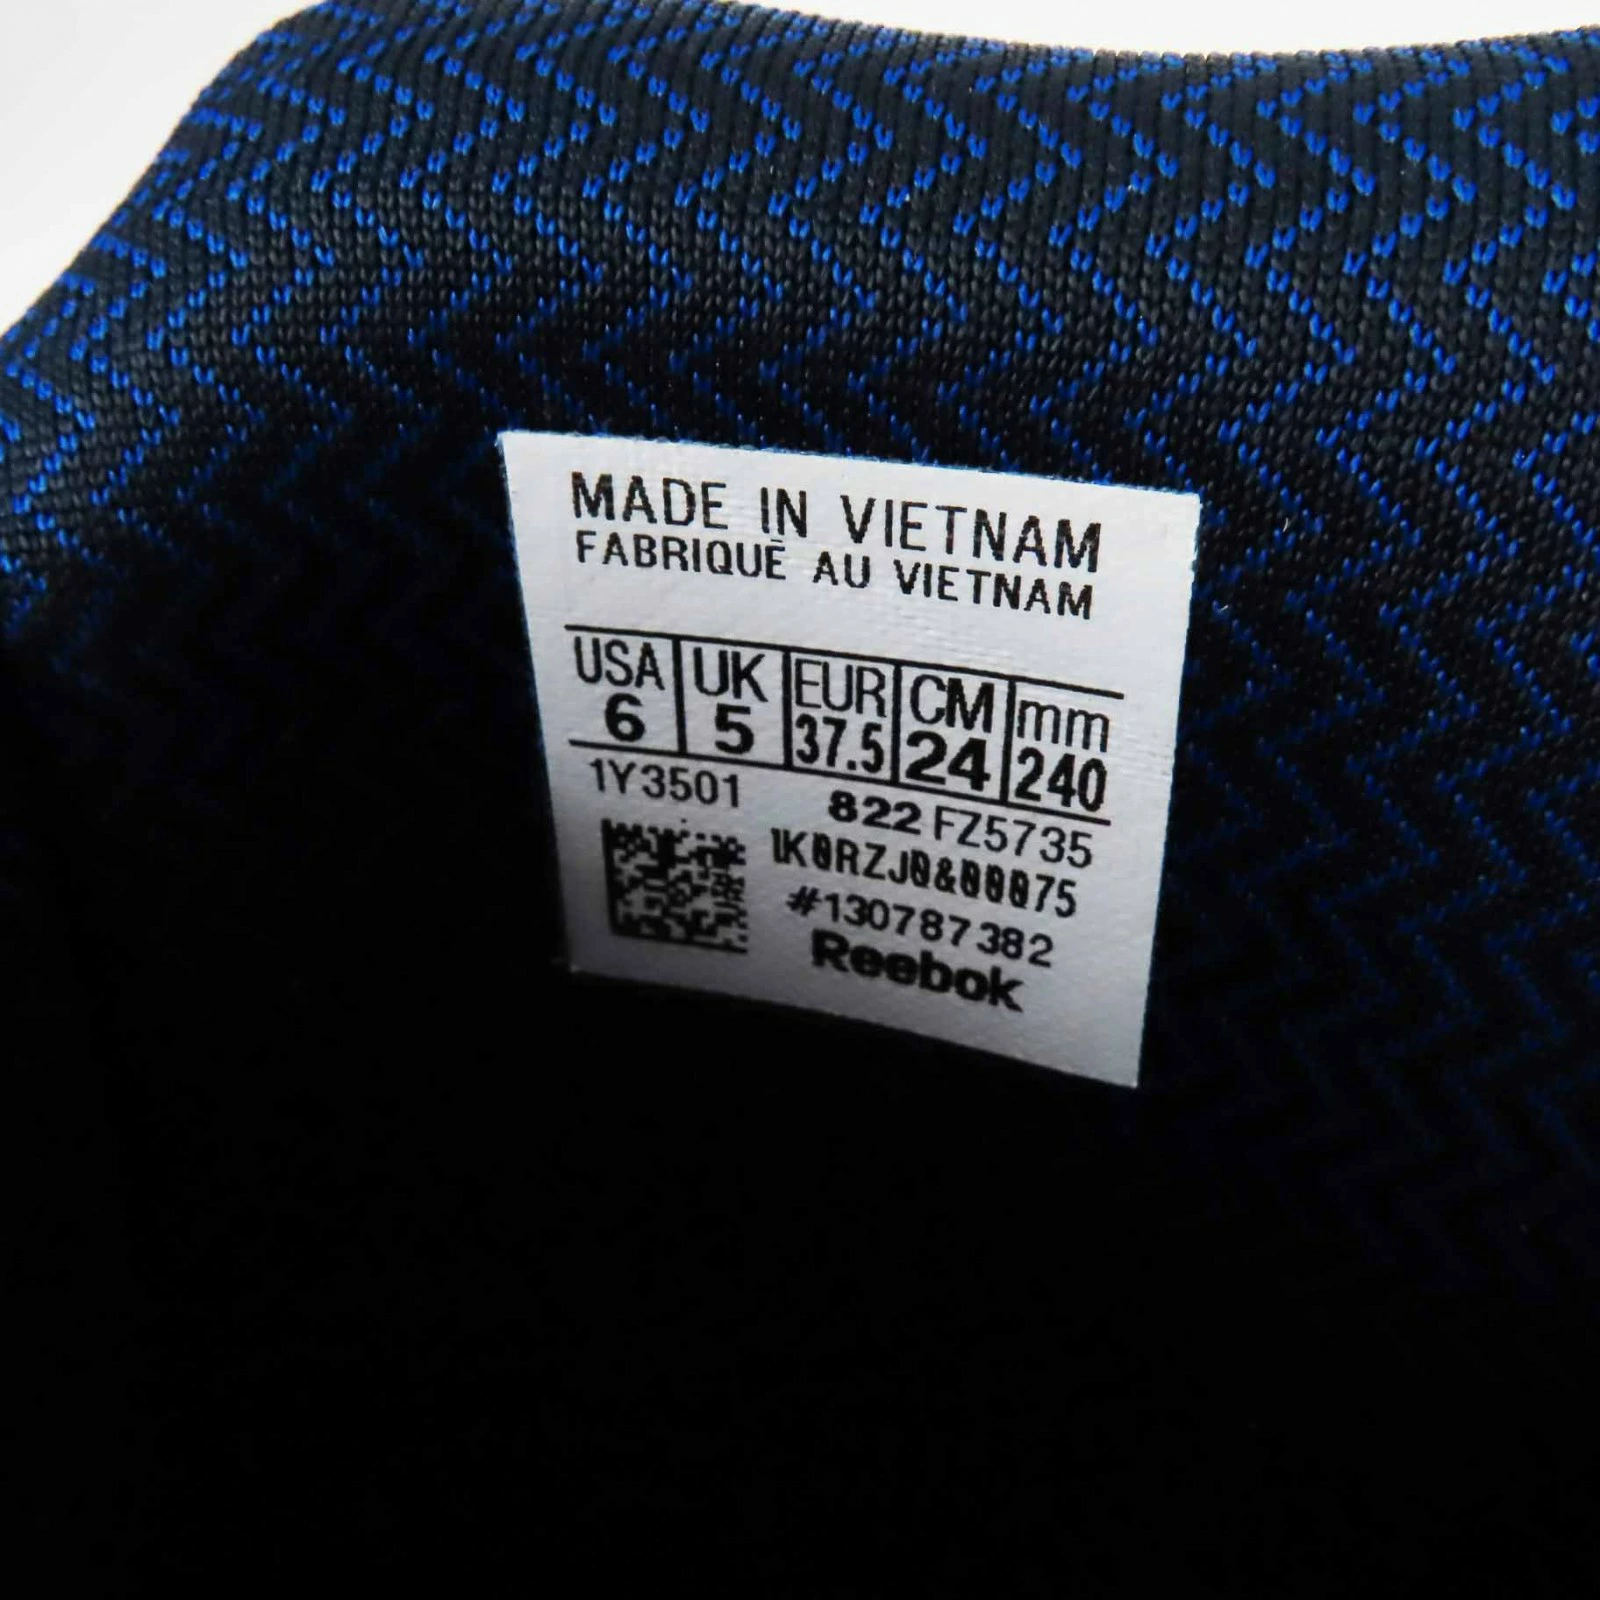 MADE IN VIETNAM
FABRIQUÉ AU VIETNAM
USA UK EUR CM mm
6 5 37.5 24 240
1Y3501 822 FZ5735
1K0RZJ0&00075
#130787382
Reebok